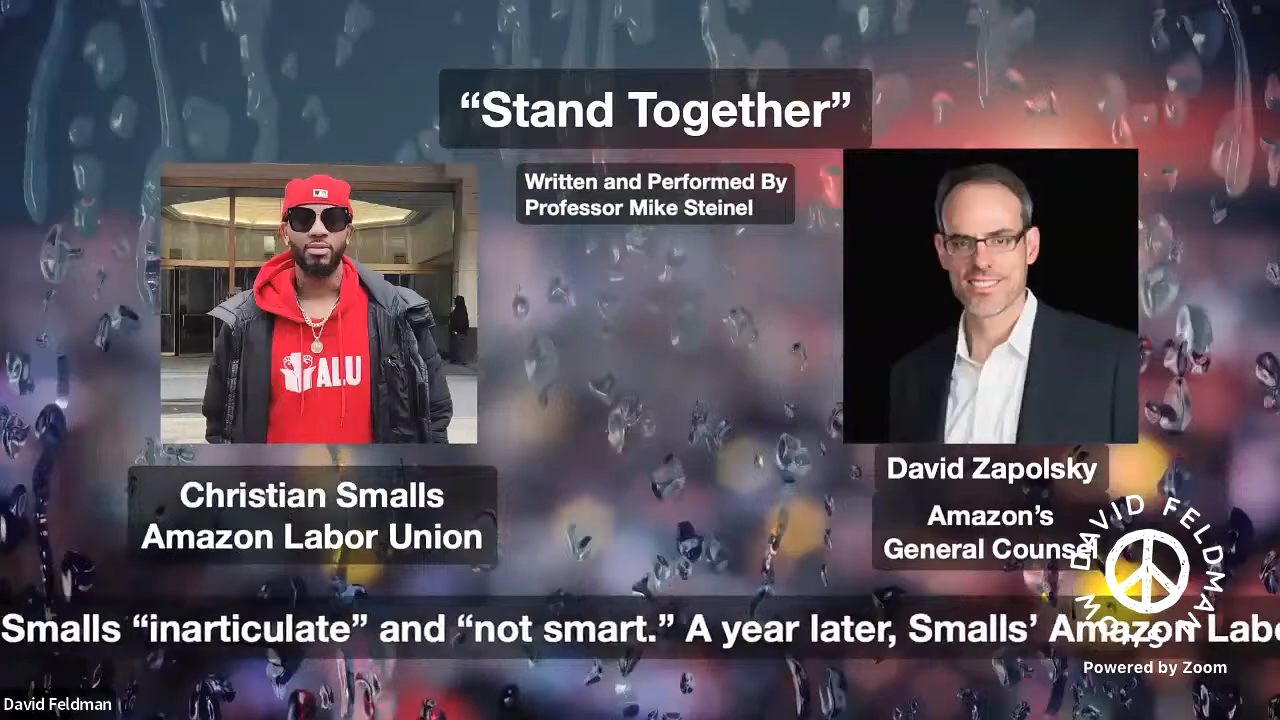 “Stand Together”
Written and Performed By
Professor Mike Steinel
ALU
Christian Smalls
Amazon Labor Union
David Zapolsky
Amazon’s
General Counsel
DAVID FELDMAN SHOW
Smalls “inarticulate” and “not smart.” A year later, Smalls’ Amazon Labo
Powered by Zoom
David Feldman